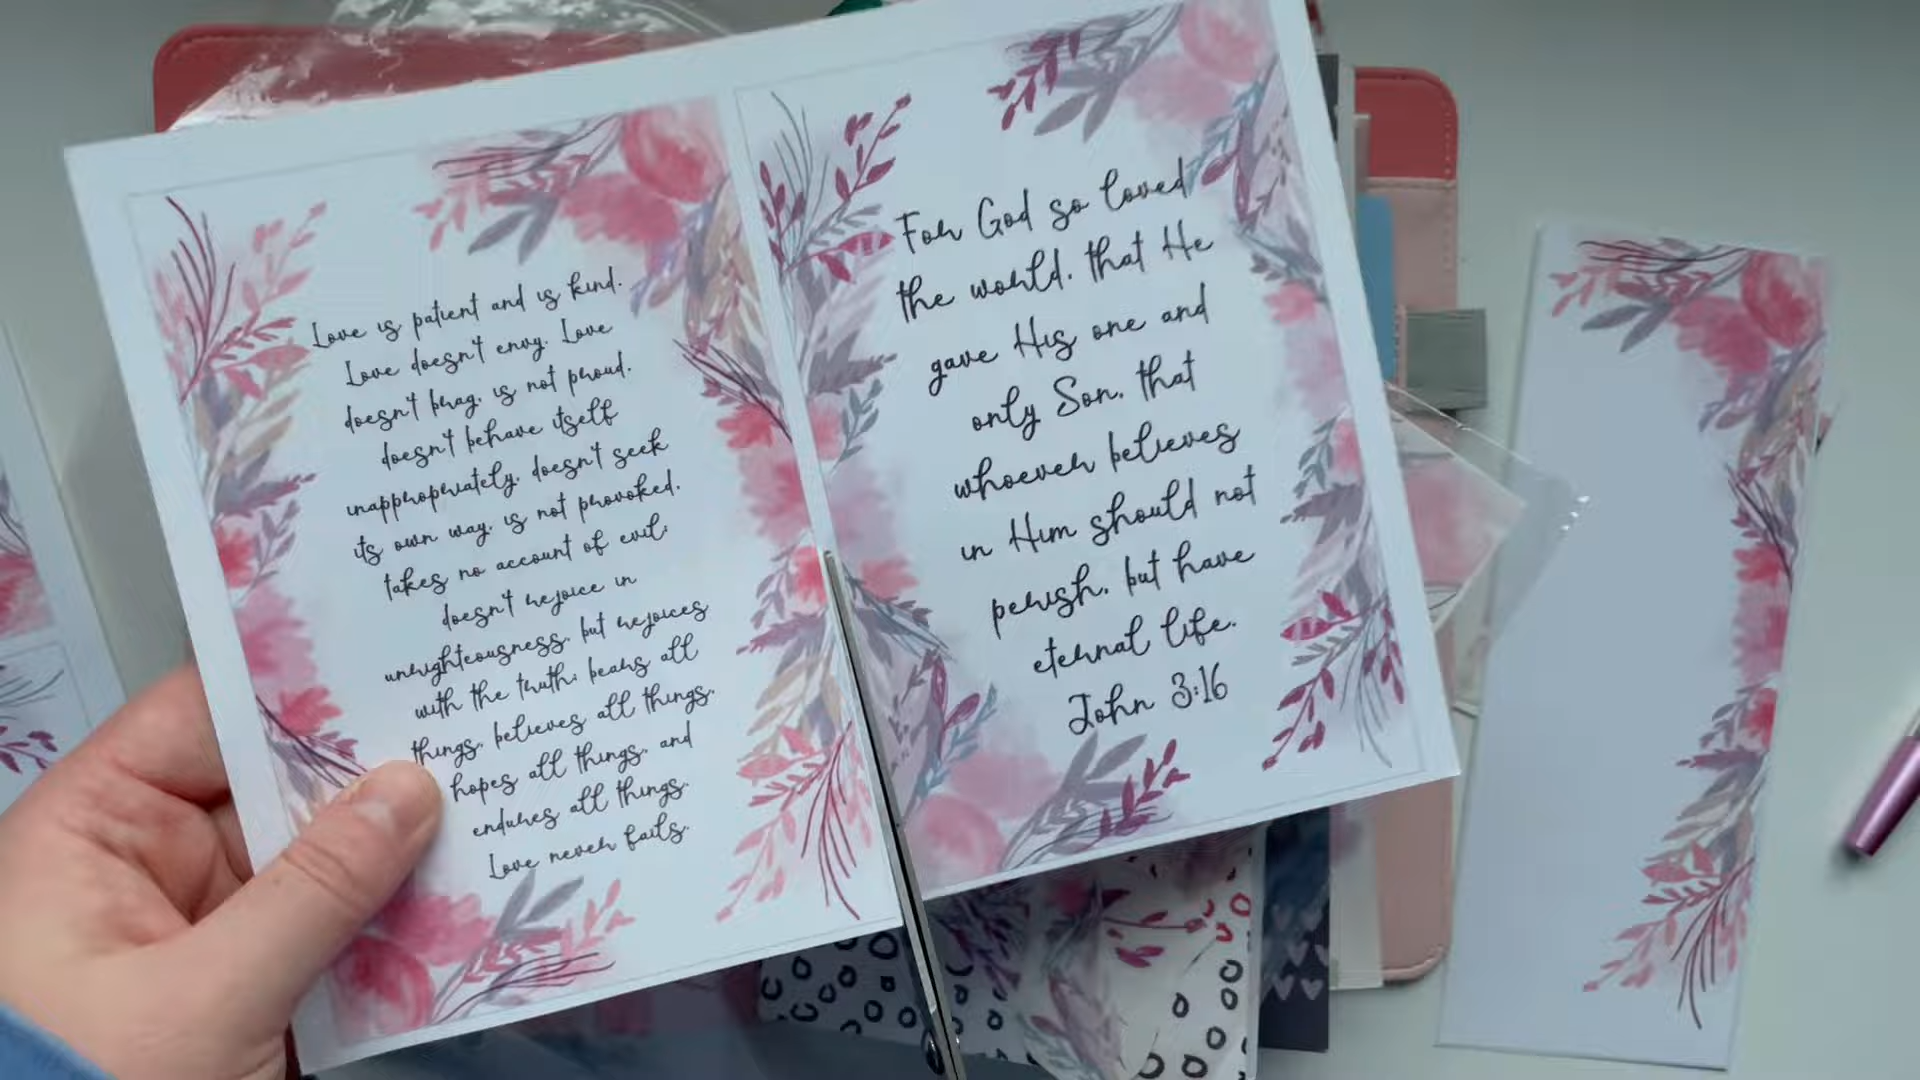 Love is patient and is kind.
Love doesn't envy. Love
doesn't brag, is not proud,
doesn't behave itself
inappropriately, doesn't seek
its own way, is not provoked,
takes no account of evil;
doesn't rejoice in
unrighteousness, but rejoices
with the truth; bears all
things, believes all things,
hopes all things, and
endures all things.
Love never fails.
For God so loved
the world, that He
gave His one and
only Son, that
whoever believes
in Him should not
perish, but have
eternal life.
John 3:16